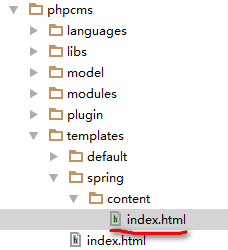 phpcms
languages
libs
model
modules
plugin
templates
default
spring
content
index.html
index.html